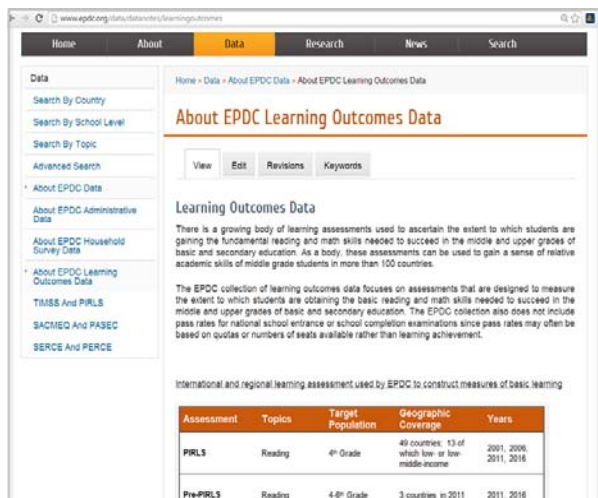 www.epdc.org/data/datanotes/learningoutcomes
Home About Data Research News Search
Data
Search By Country
Search By School Level
Search By Topic
Advanced Search
About EPDC Data
About EPDC Administrative
Data
About EPDC Household
Survey Data
About EPDC Learning
Outcomes Data
TIMSS And PIRLS
SACMEQ And PASEC
SERCE And PERCE
Home » Data » About EPDC Data » About EPDC Learning Outcomes Data
About EPDC Learning Outcomes Data
View Edit Revisions Keywords
Learning Outcomes Data
There is a growing body of learning assessments used to ascertain the extent to which students are
gaining the fundamental reading and math skills needed to succeed in the middle and upper grades of
basic and secondary education. As a body, these assessments can be used to gain a sense of relative
academic skills of middle grade students in more than 100 countries.
The EPDC collection of learning outcomes data focuses on assessments that are designed to measure
the extent to which students are obtaining the basic reading and math skills needed to succeed in the
middle and upper grades of basic and secondary education. The EPDC collection also does not include
pass rates for national school entrance or school completion examinations since pass rates may often be
based on quotas or numbers of seats available rather than learning achievement.
International and regional learning assessment used by EPDC to construct measures of basic learning
Assessment Topics Target Population Geographic Coverage Years
PIRLS Reading 4th Grade 49 countries; 13 of which low- or low-middle-income 2001, 2006, 2011, 2016
Pre-PIRLS Reading 4-6th Grade 3 countries in 2011 2011, 2016